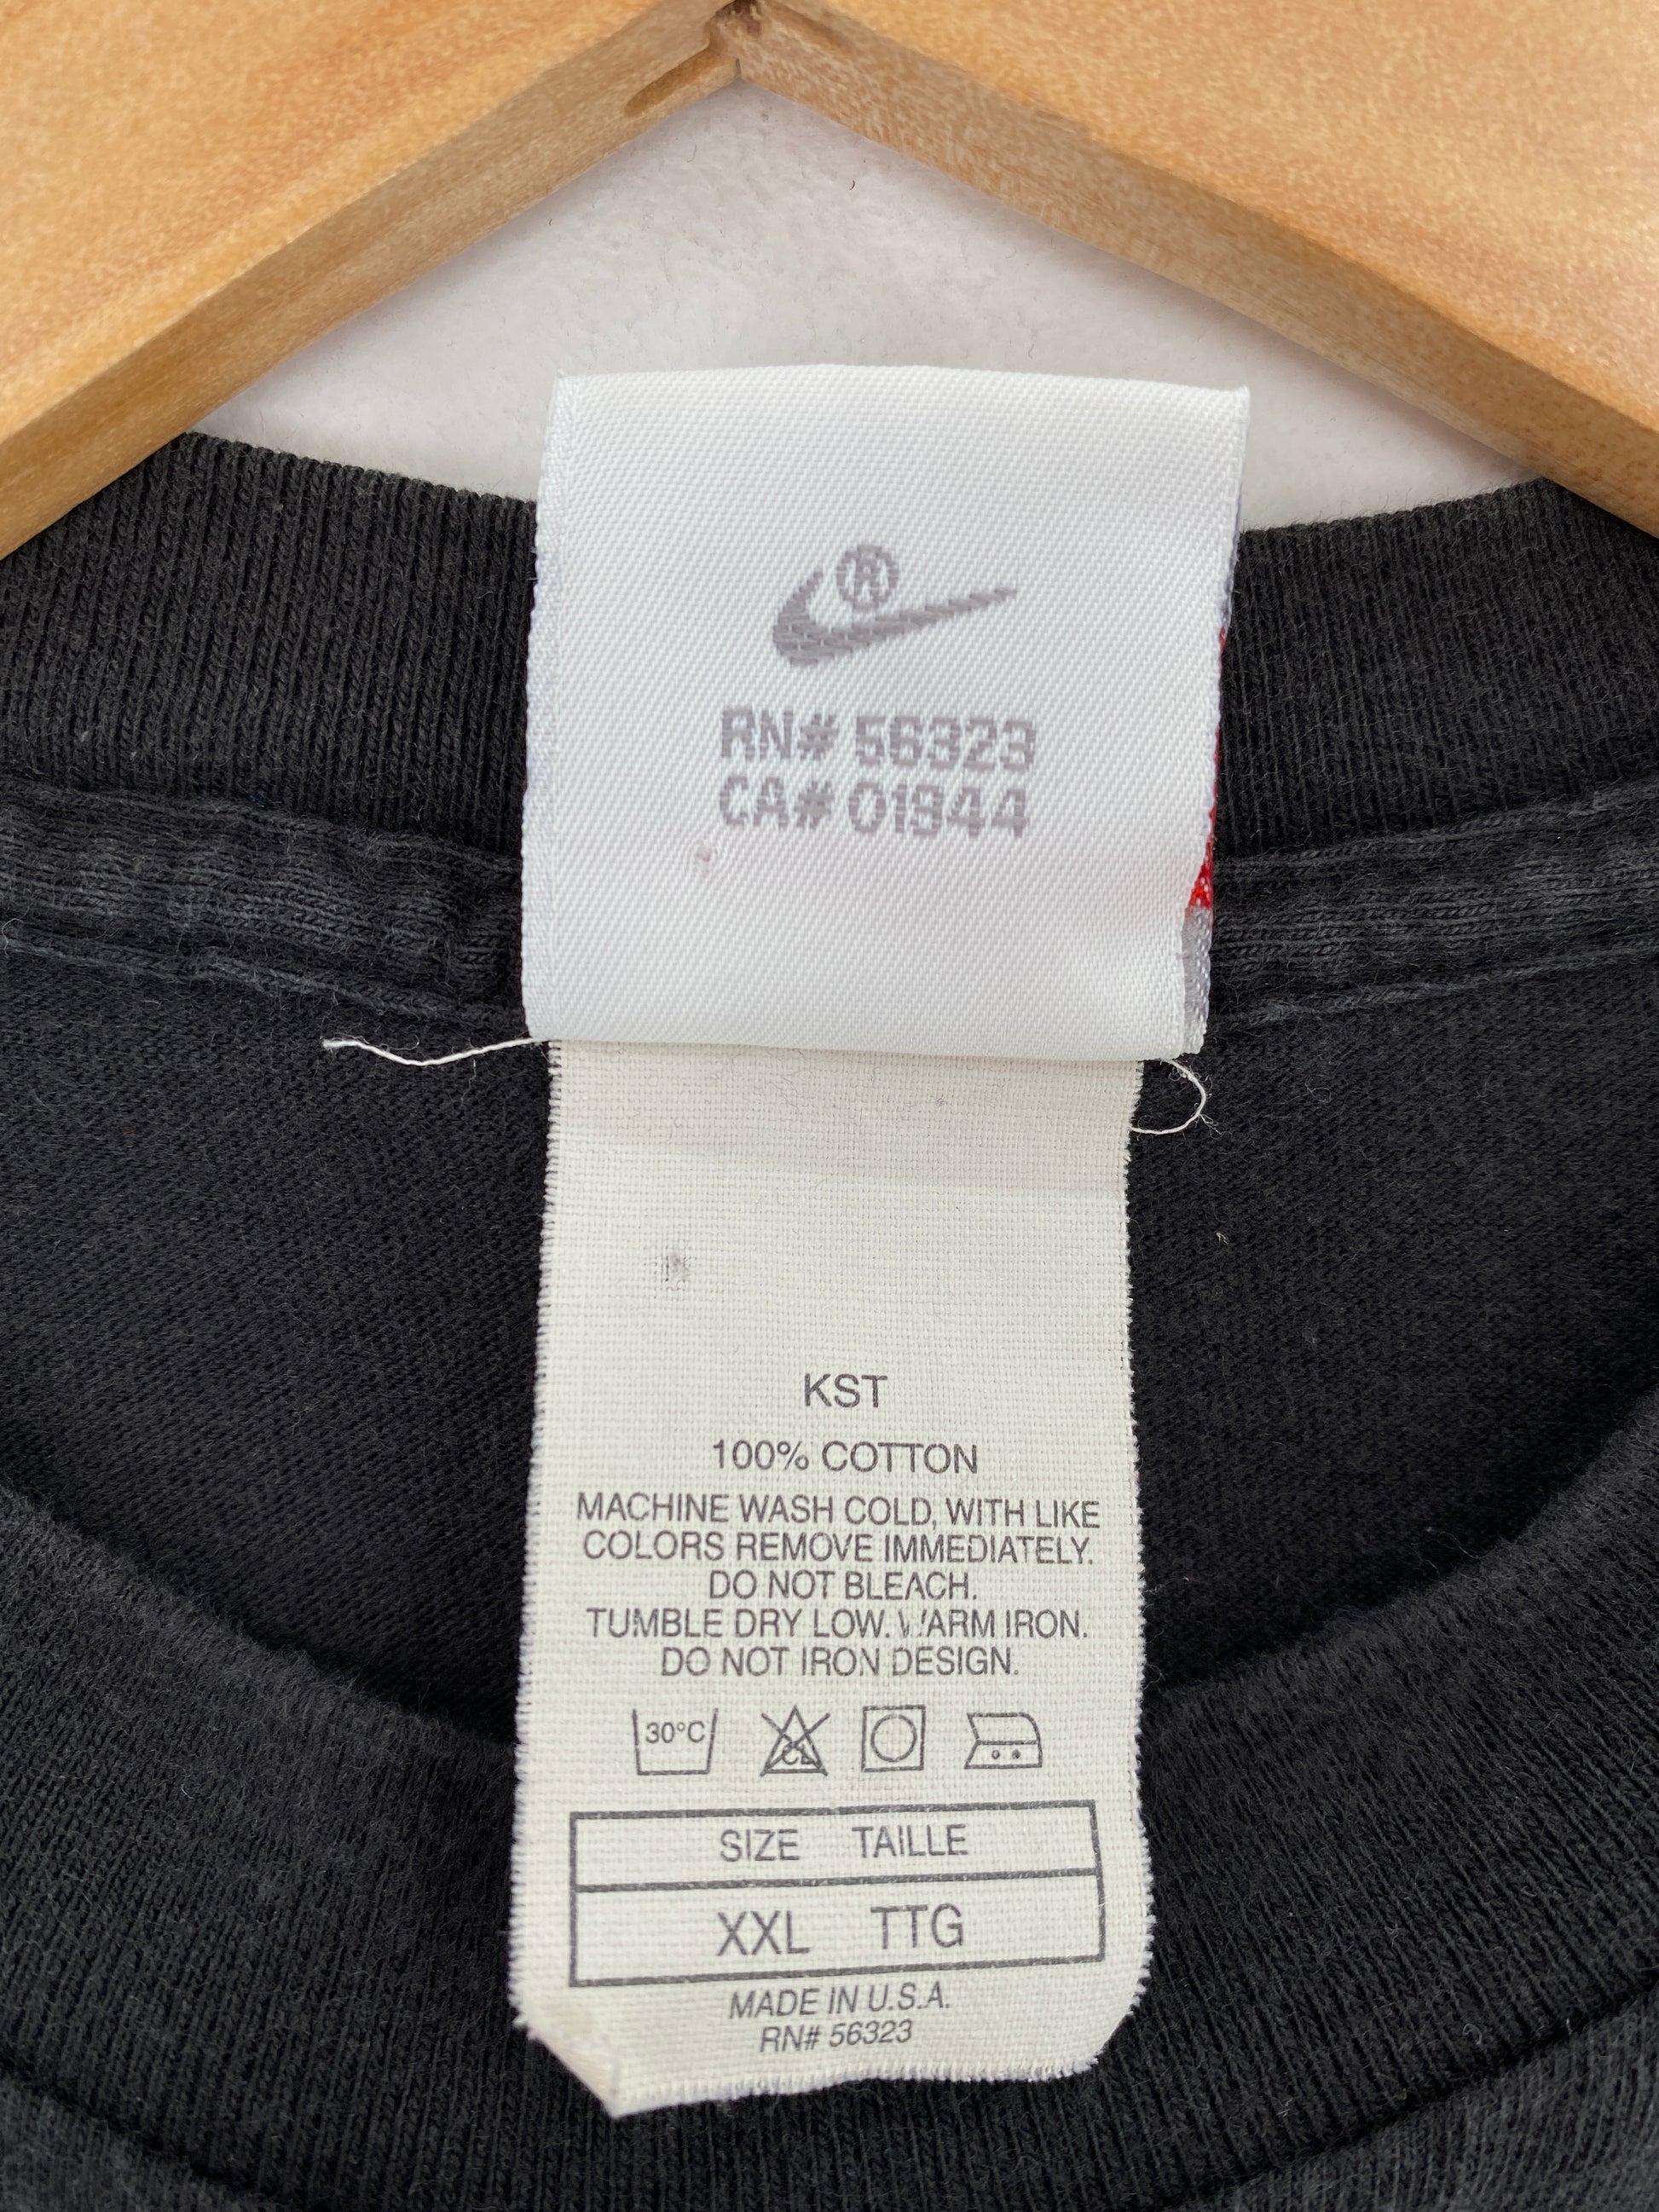 ®
RN# 56323
CA# 01944
KST
100% COTTON
MACHINE WASH COLD, WITH LIKE
COLORS REMOVE IMMEDIATELY.
DO NOT BLEACH.
TUMBLE DRY LOW. WARM IRON.
DO NOT IRON DESIGN.
30°C CL
SIZE TAILLE
XXL TTG
MADE IN U.S.A.
RN# 56323